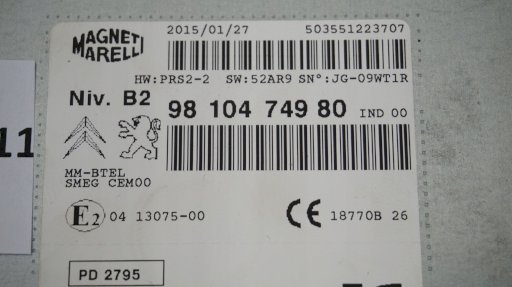 MAGNETI MARELLI
2015/01/27 503551223707
HW:PRS2-2 SW:52AR9 SN°:JG-09WT1R
Niv. B2
98 104 749 80 IND 00
11
MM-BTEL
SMEG CEM00
E2 04 13075-00
CE 18770B 26
PD 2795